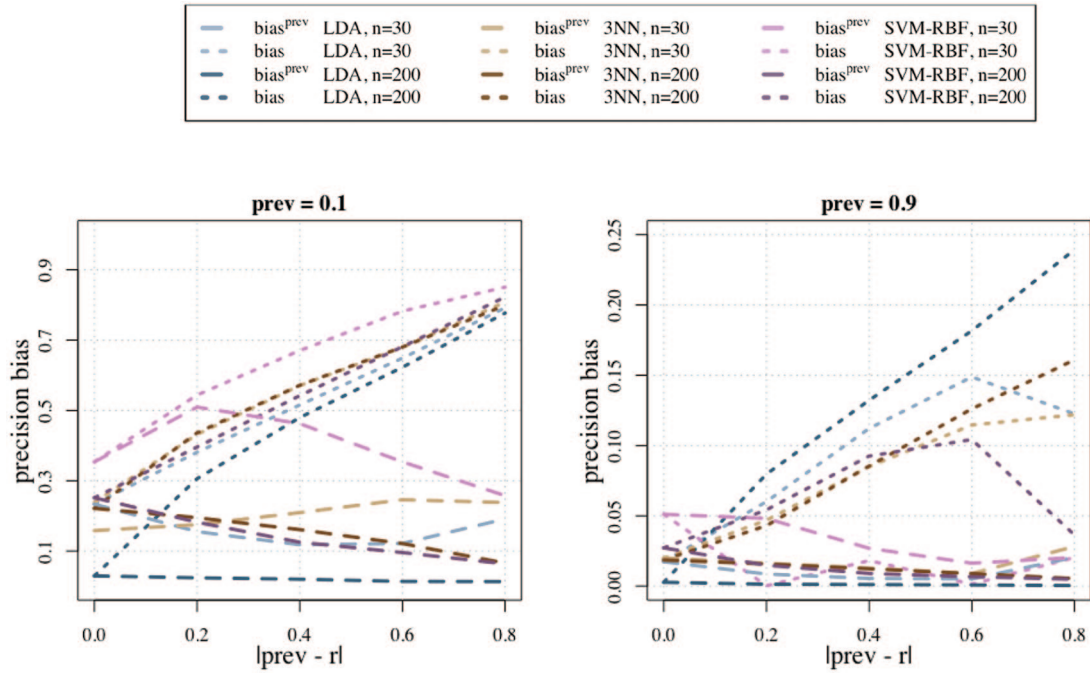 bias^prev LDA, n=30 bias^prev 3NN, n=30 bias^prev SVM-RBF, n=30
bias LDA, n=30 bias 3NN, n=30 bias SVM-RBF, n=30
bias^prev LDA, n=200 bias^prev 3NN, n=200 bias^prev SVM-RBF, n=200
bias LDA, n=200 bias 3NN, n=200 bias SVM-RBF, n=200
prev = 0.1
precision bias
0.9
0.7
0.5
0.3
0.1
0.0 0.2 0.4 0.6 0.8
|prev - r|
prev = 0.9
precision bias
0.25
0.20
0.15
0.10
0.05
0.00
0.0 0.2 0.4 0.6 0.8
|prev - r|